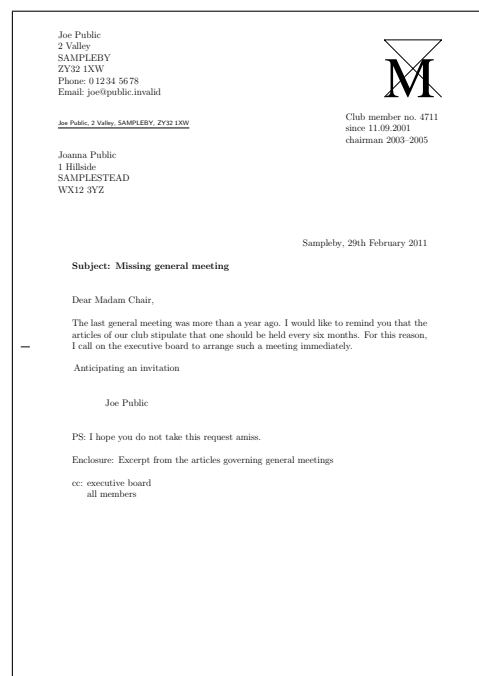 Joe Public
2 Valley
SAMPLEBY
ZY32 1XW
Phone: 0 12 34 56 78
Email: joe@public.invalid
M
Joe Public, 2 Valley, SAMPLEBY, ZY32 1XW
Club member no. 4711
since 11.09.2001
chairman 2003–2005
Joanna Public
1 Hillside
SAMPLESTEAD
WX12 3YZ
Sampleby, 29th February 2011
Subject: Missing general meeting
Dear Madam Chair,
The last general meeting was more than a year ago. I would like to remind you that the
articles of our club stipulate that one should be held every six months. For this reason,
I call on the executive board to arrange such a meeting immediately.
Anticipating an invitation
Joe Public
PS: I hope you do not take this request amiss.
Enclosure: Excerpt from the articles governing general meetings
cc: executive board
all members